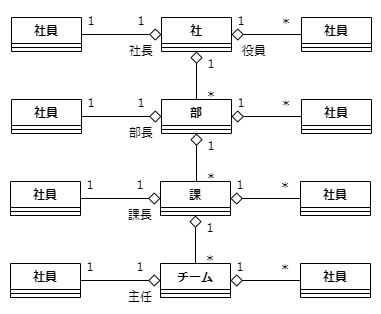 社員 1 1 社 1 * 社員
社長 役員
1
*
社員 1 1 部 1 * 社員
部長
1
*
社員 1 1 課 1 * 社員
課長
1
*
社員 1 1 チーム 1 * 社員
主任